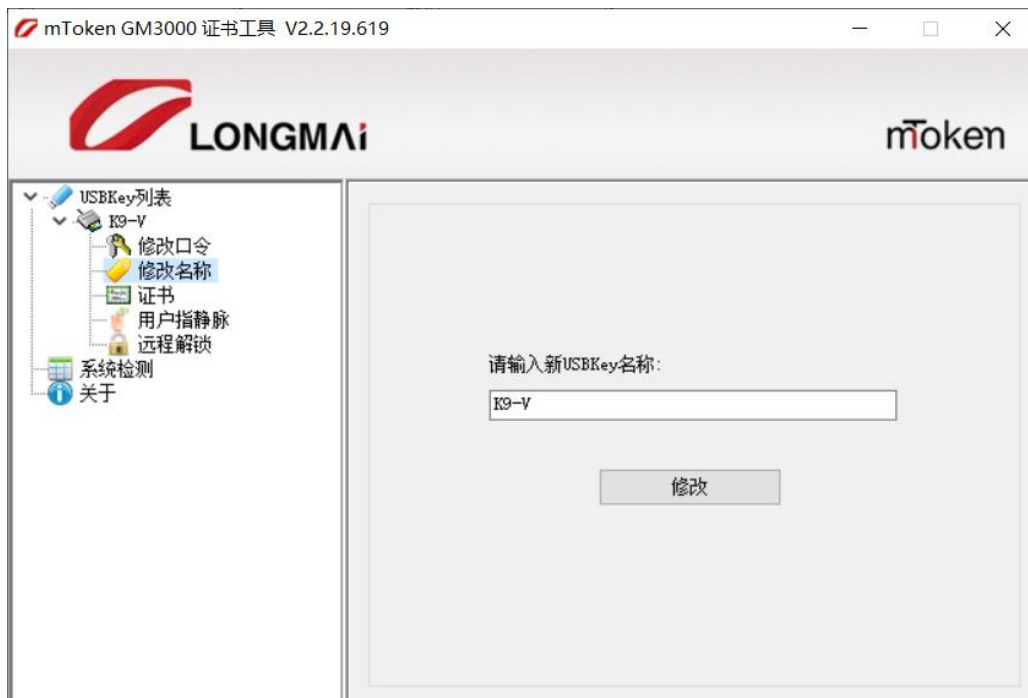 mToken GM3000 证书工具 V2.2.19.619
LONGMAi
mToken
USBKey列表
K9-V
修改口令
修改名称
证书
用户指静脉
远程解锁
系统检测
关于
请输入新USBKey名称:
K9-V
修改